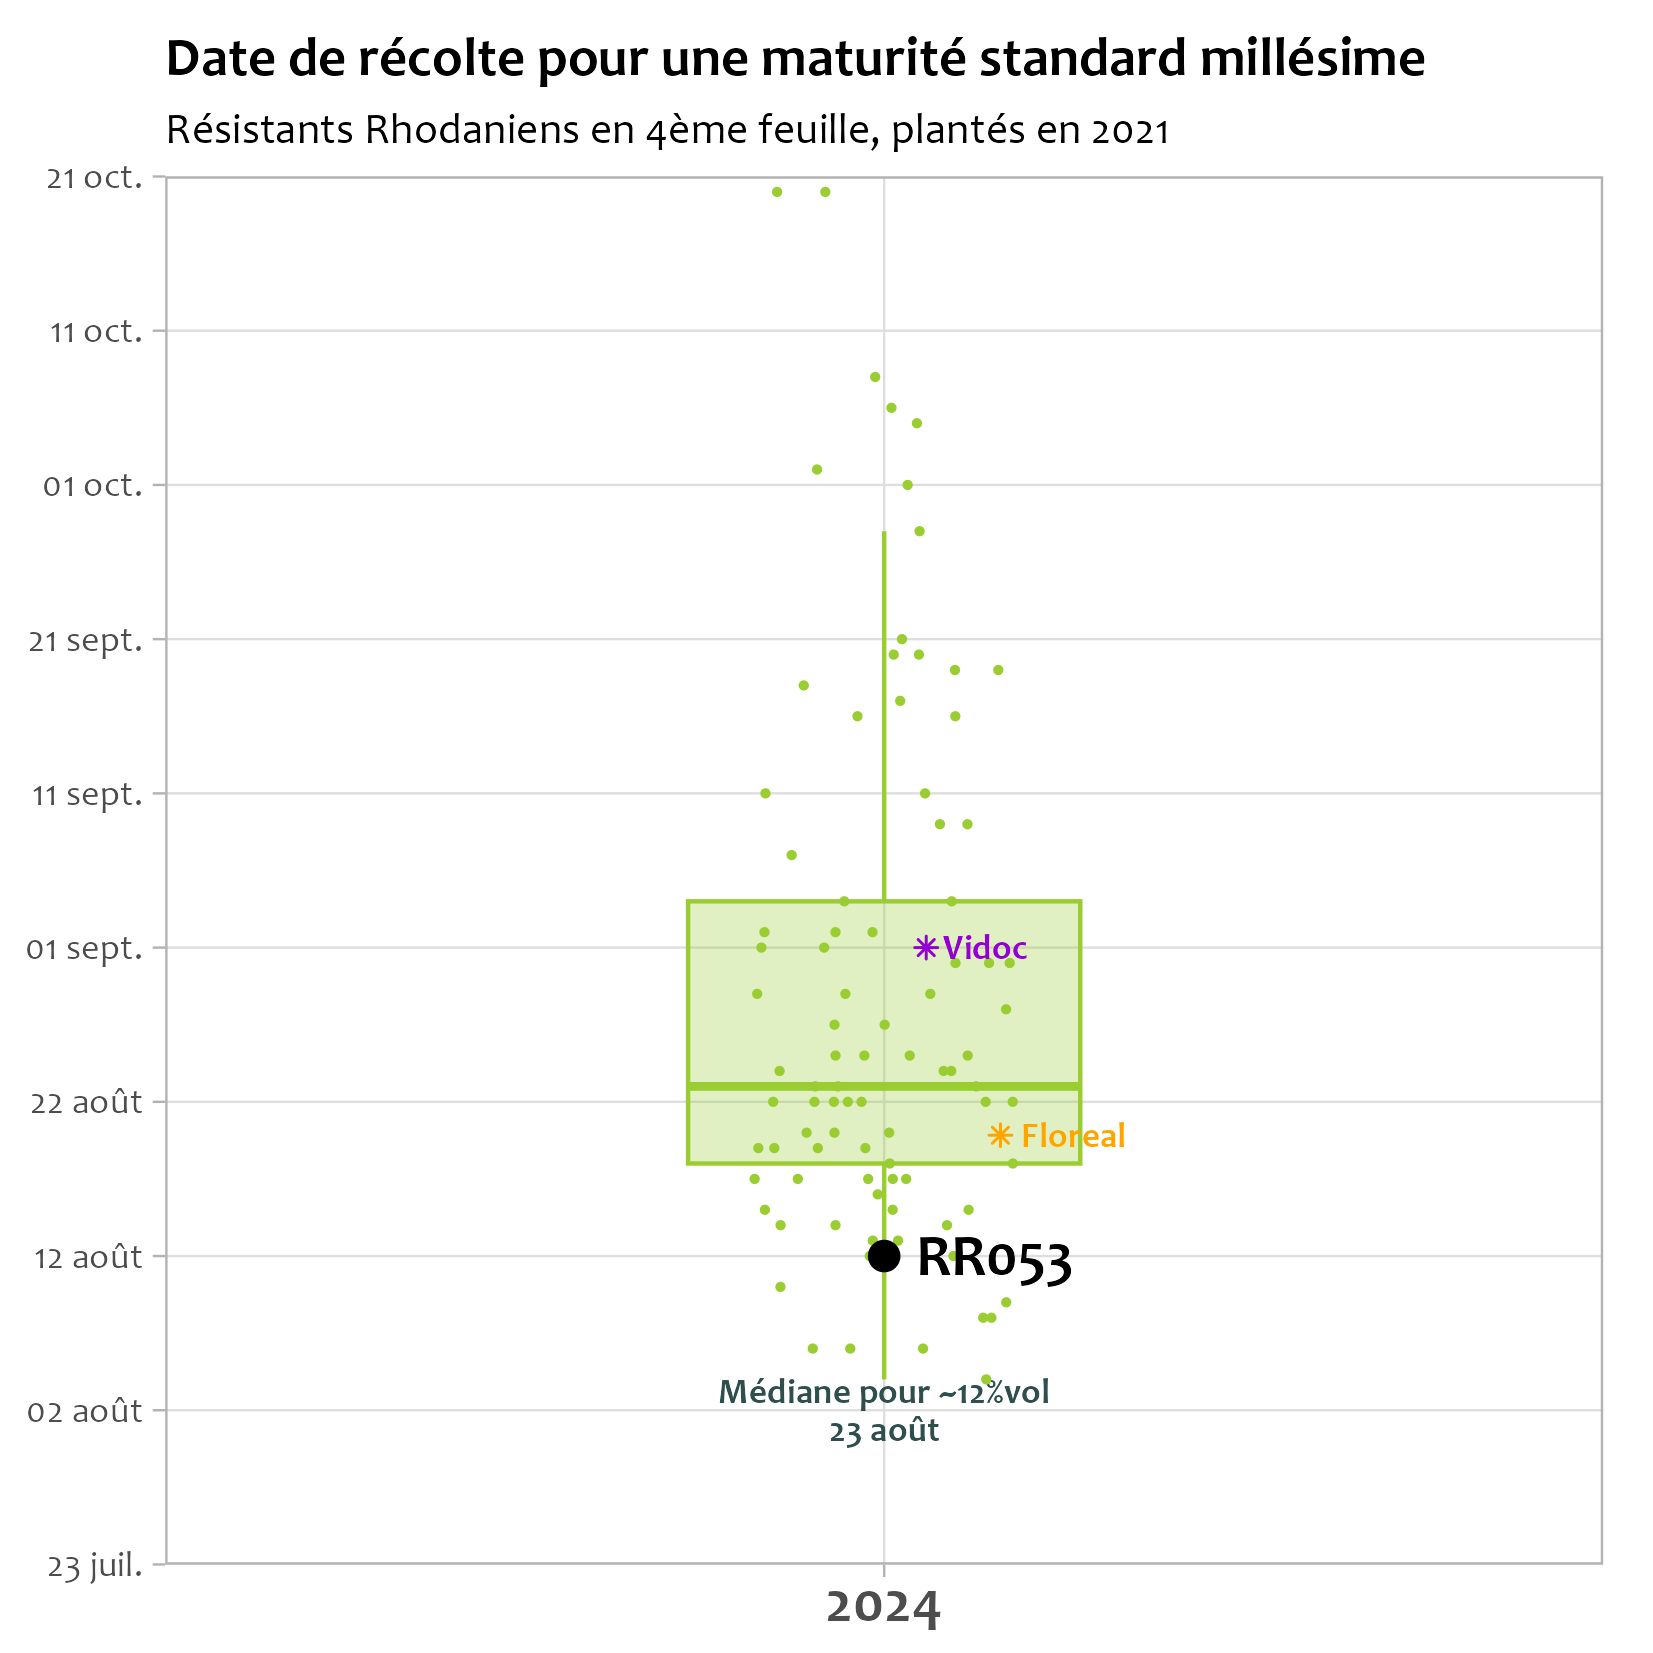 Date de récolte pour une maturité standard millésime
Résistants Rhodaniens en 4ème feuille, plantés en 2021
21 oct.
11 oct.
01 oct.
21 sept.
11 sept.
01 sept.
Vidoc
22 août
Floreal
12 août
RR053
Médiane pour ~12%vol
02 août
23 août
23 juil.
2024